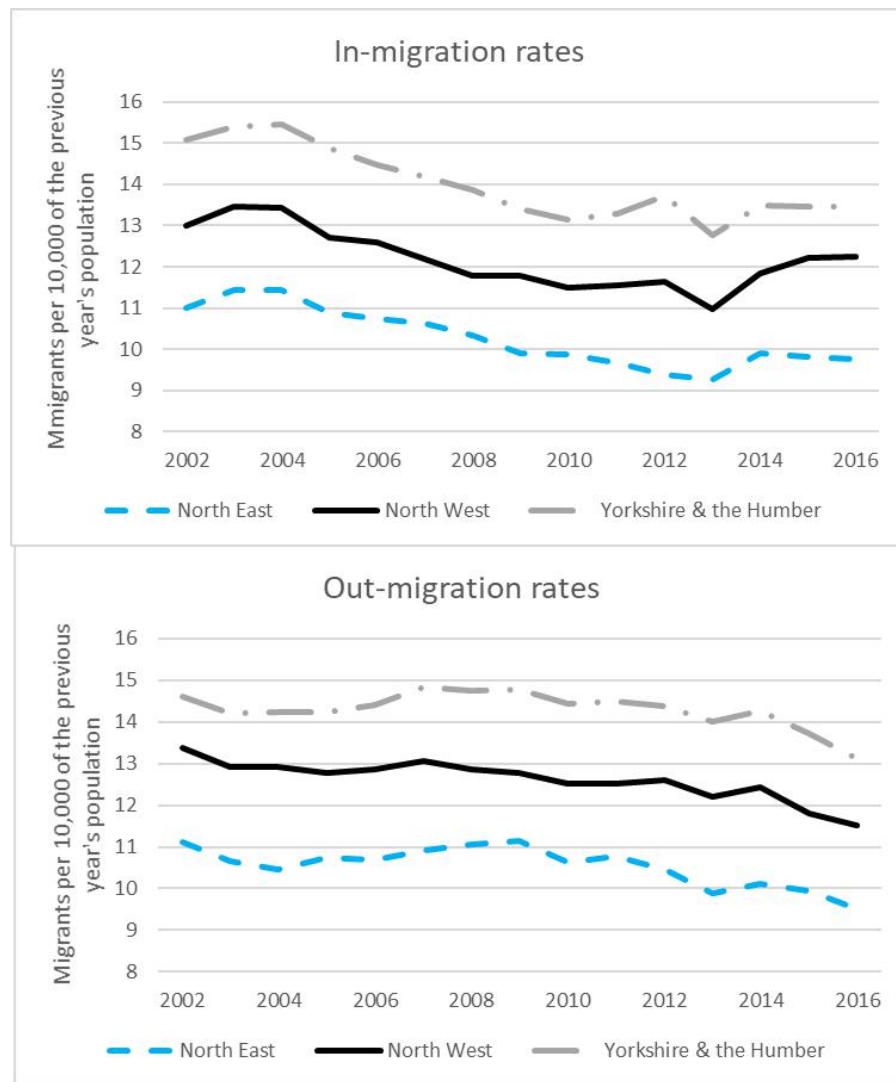 In-migration rates
Mmigrants per 10,000 of the previous
year's population
16
15
14
13
12
11
10
9
8
2002 2004 2006 2008 2010 2012 2014 2016
North East North West Yorkshire & the Humber
Out-migration rates
Migrants per 10,000 of the previous
year's population
16
15
14
13
12
11
10
9
8
2002 2004 2006 2008 2010 2012 2014 2016
North East North West Yorkshire & the Humber